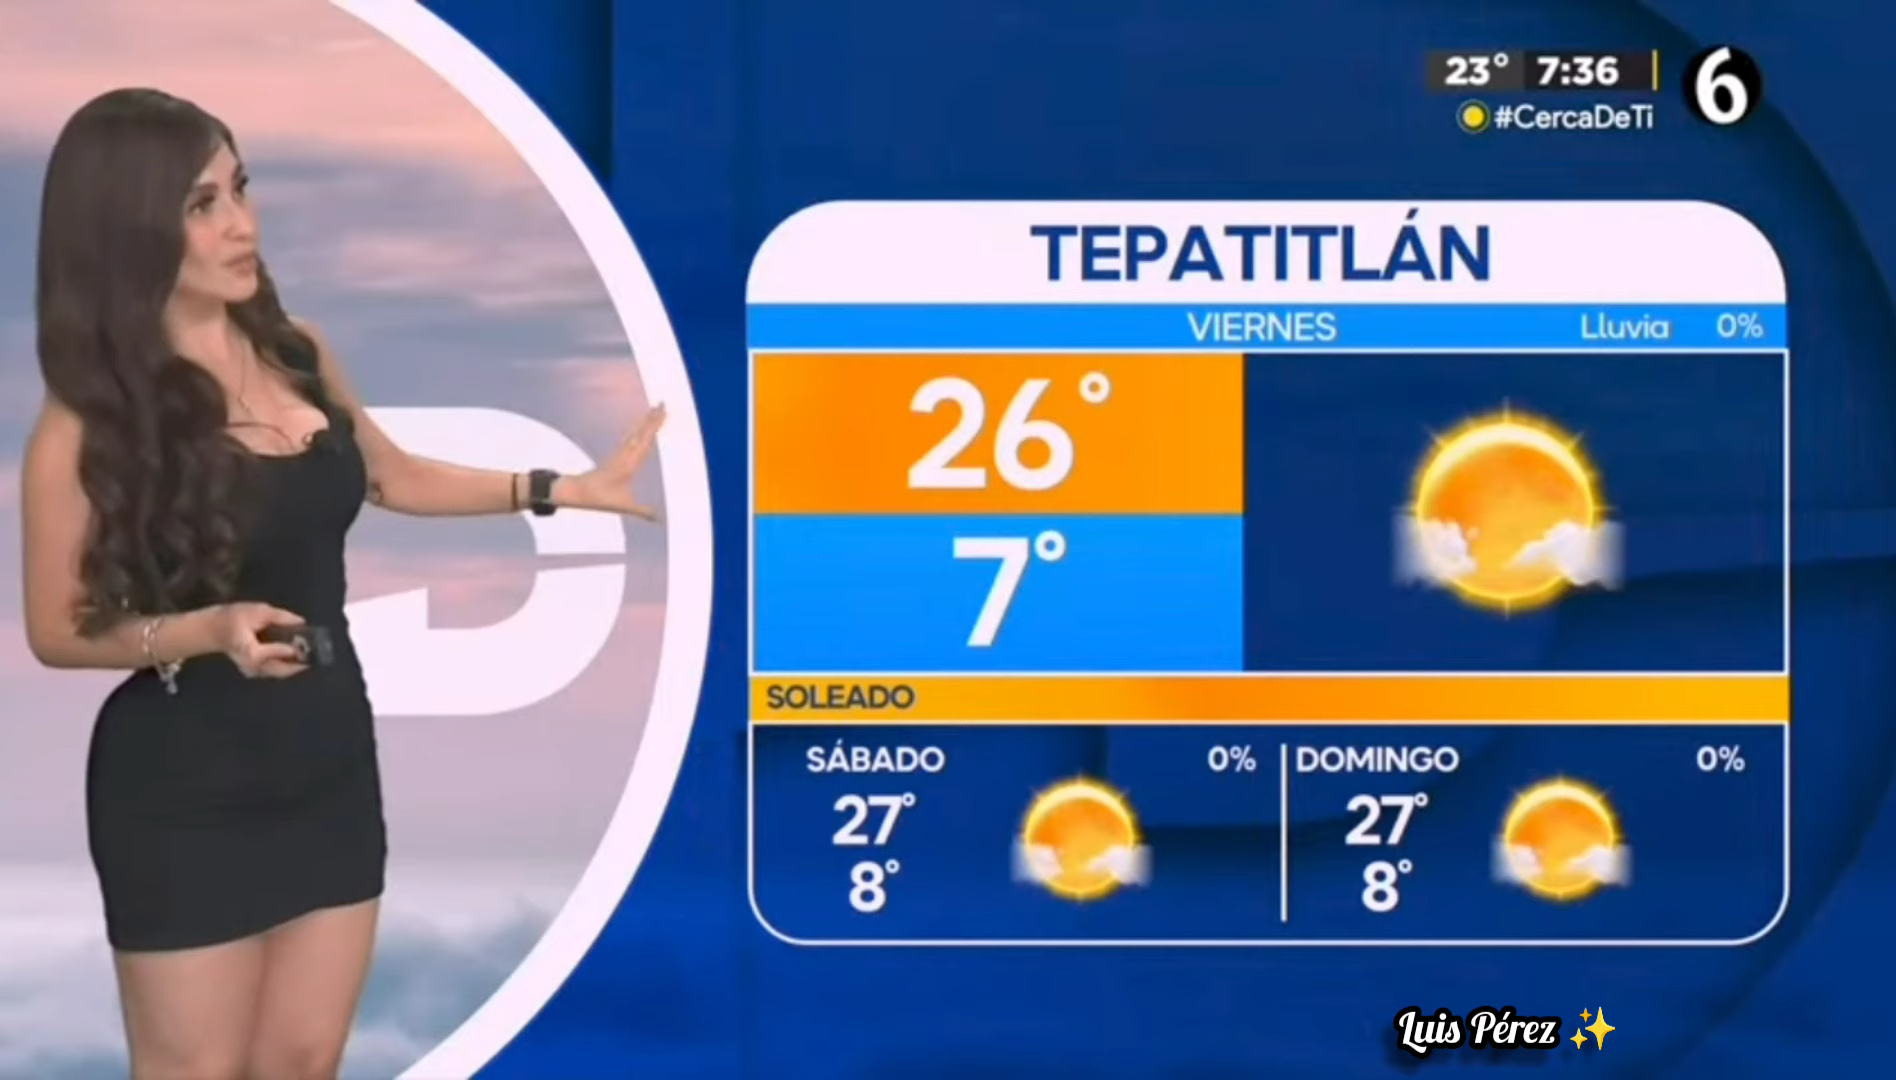 23° 7:36
#CercaDeTi
6
TEPATITLÁN
VIERNES Lluvia 0%
26°
7°
SOLEADO
SÁBADO 0%
27°
8°
DOMINGO 0%
27°
8°
Luis Pérez ✨